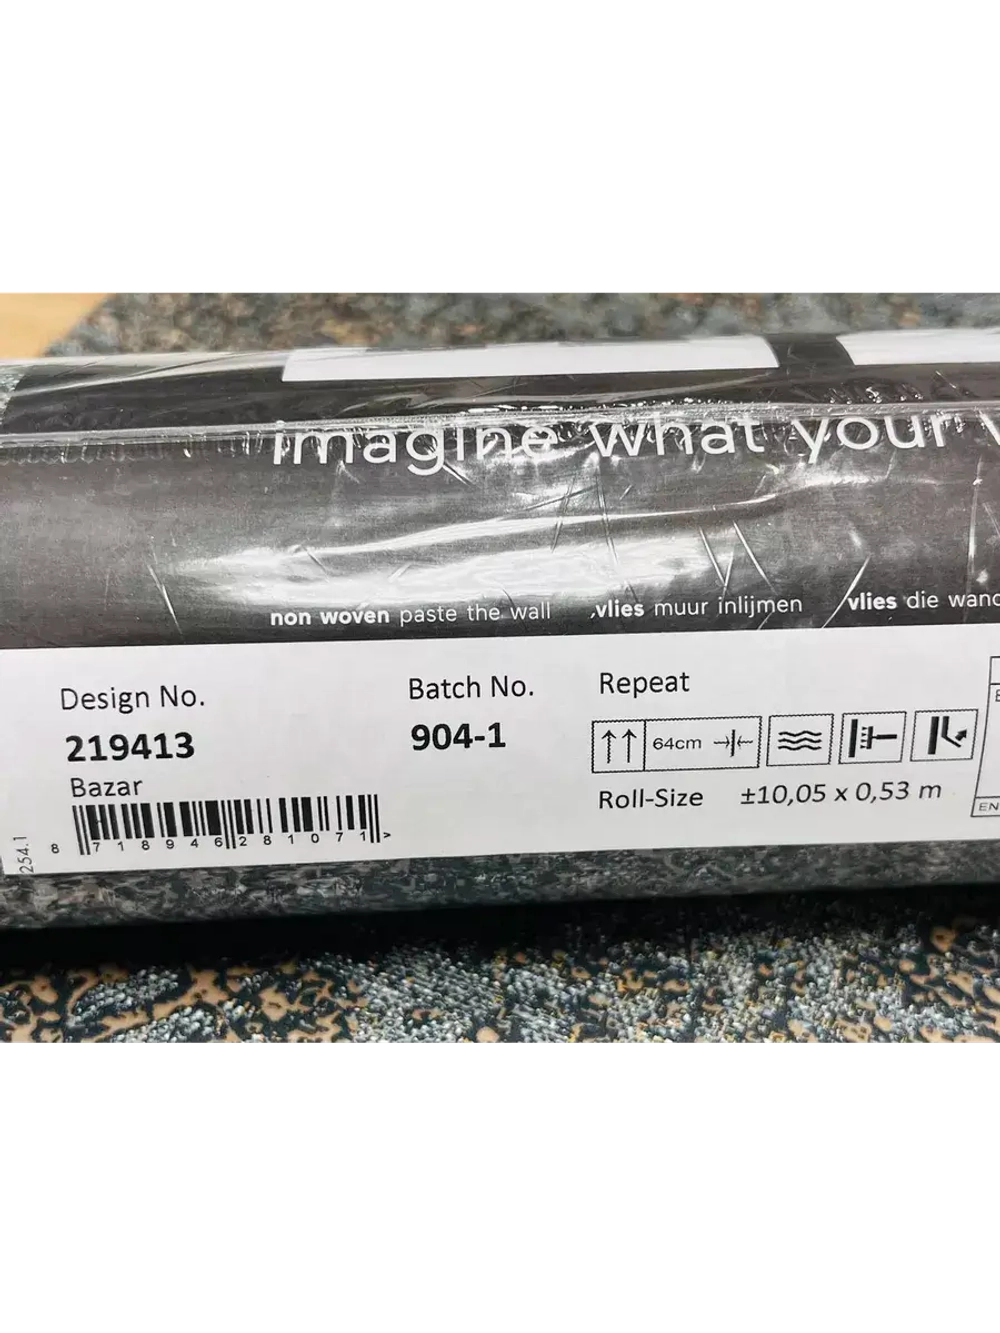 imagine what your
non woven paste the wall
vlies muur inlijmen
vlies die
Design No.
219413
Bazar
Batch No.
904-1
Repeat
64cm
Roll-Size ±10,05 x 0,53 m
8 718946 281071 >
254.1
EN